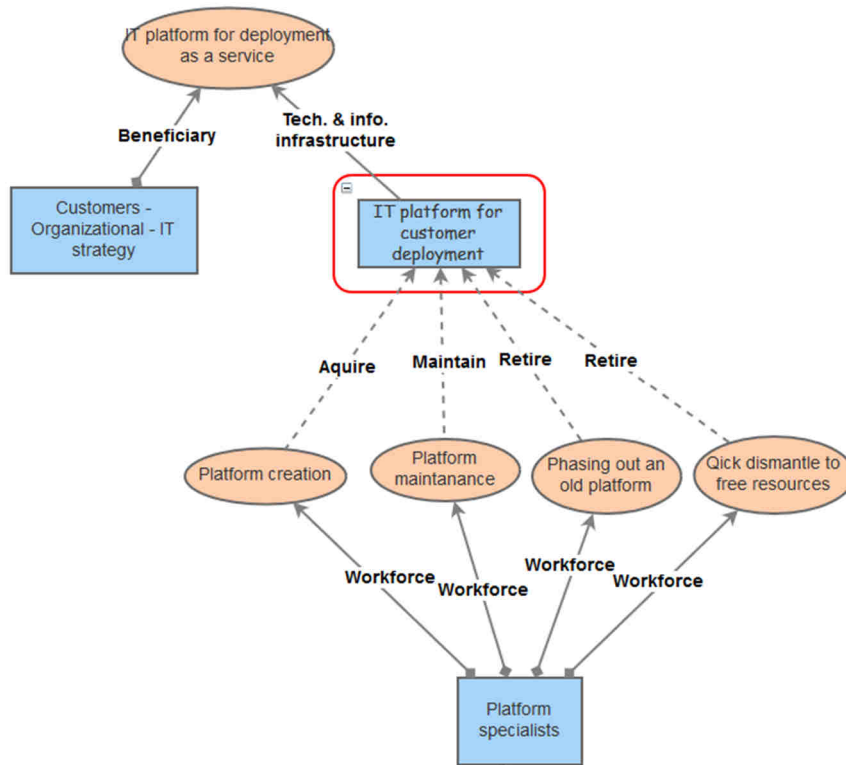 IT platform for deployment
as a service
Beneficiary
Tech. & info.
infrastructure
Customers -
Organizational - IT
strategy
IT platform for
customer
deployment
Aquire
Maintain
Retire
Retire
Platform creation
Platform
maintanance
Phasing out an
old platform
Qick dismantle to
free resources
Workforce
Workforce
Workforce
Workforce
Platform
specialists